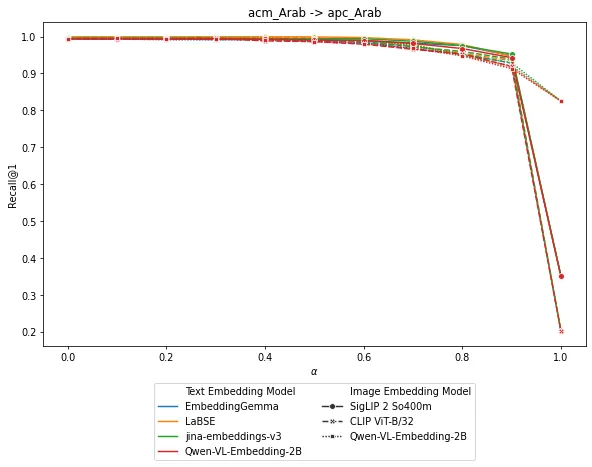 acm_Arab -> apc_Arab
1.0
0.9
0.8
0.7
0.6
0.5
0.4
0.3
0.2
Recall@1
0.0 0.2 0.4 0.6 0.8 1.0
α
Text Embedding Model Image Embedding Model
EmbeddingGemma SigLIP 2 So400m
LaBSE CLIP ViT-B/32
jina-embeddings-v3 Qwen-VL-Embedding-2B
Qwen-VL-Embedding-2B